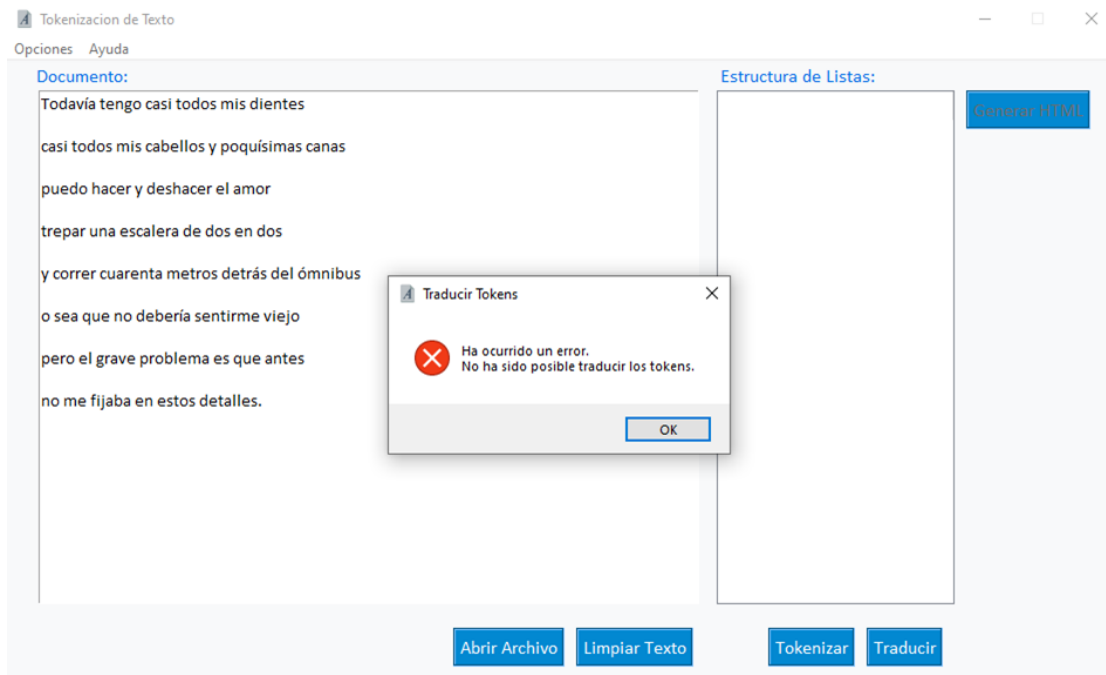 Tokenizacion de Texto
Opciones Ayuda
Documento:
Estructura de Listas:
Todavía tengo casi todos mis dientes
casi todos mis cabellos y poquísimas canas
puedo hacer y deshacer el amor
trepar una escalera de dos en dos
y correr cuarenta metros detrás del ómnibus
o sea que no debería sentirme viejo
pero el grave problema es que antes
no me fijaba en estos detalles.
Generar HTML
Traducir Tokens
Ha ocurrido un error.
No ha sido posible traducir los tokens.
OK
Abrir Archivo
Limpiar Texto
Tokenizar
Traducir